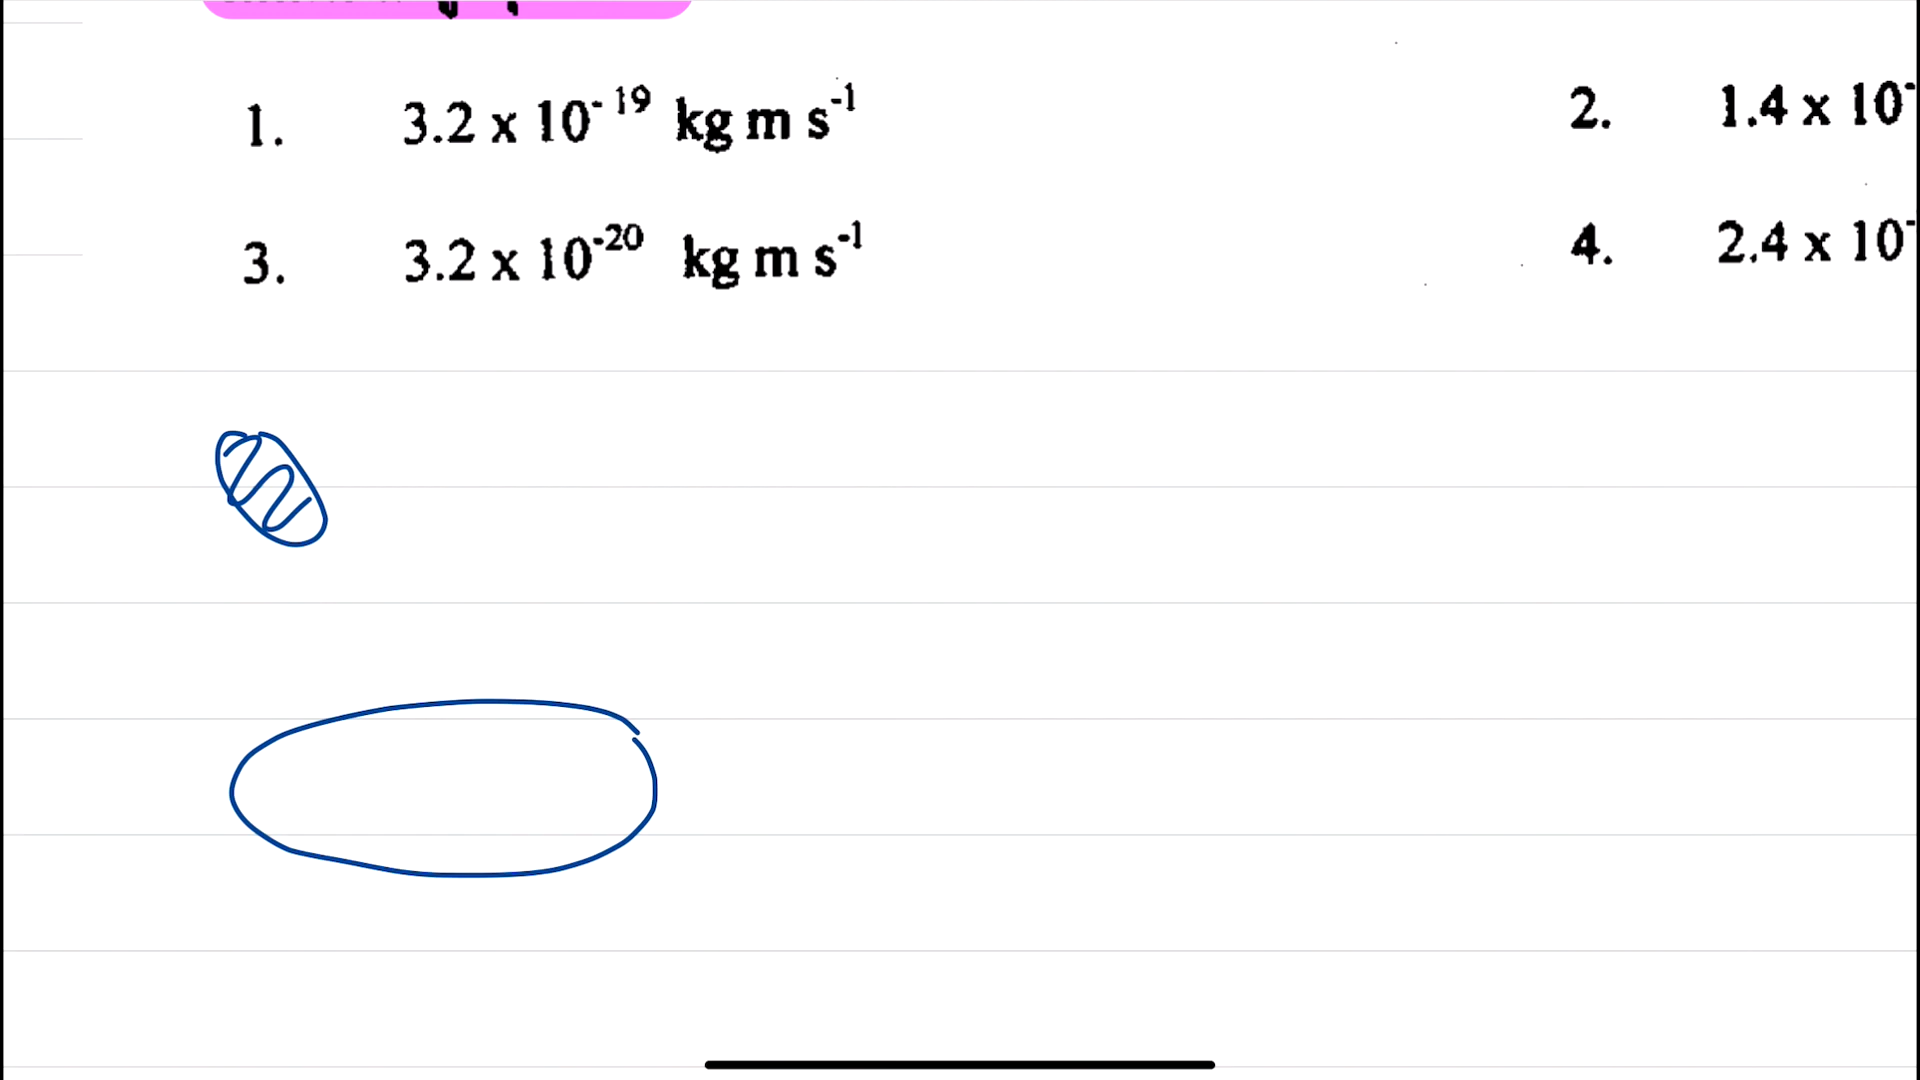 1. 3.2 x 10⁻¹⁹ kg m s⁻¹ 2. 1.4 x 10⁻
3. 3.2 x 10⁻²⁰ kg m s⁻¹ 4. 2.4 x 10⁻